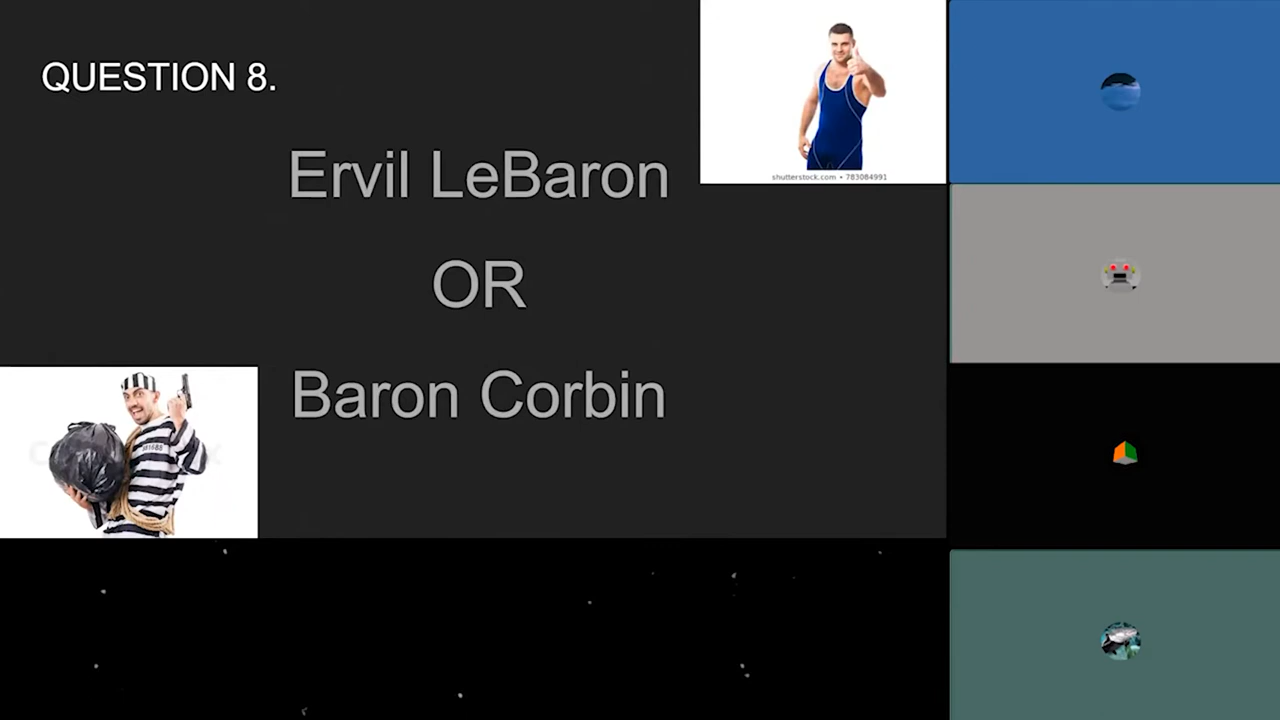 QUESTION 8.
Ervil LeBaron
OR
Baron Corbin
shutterstock.com • 783084991